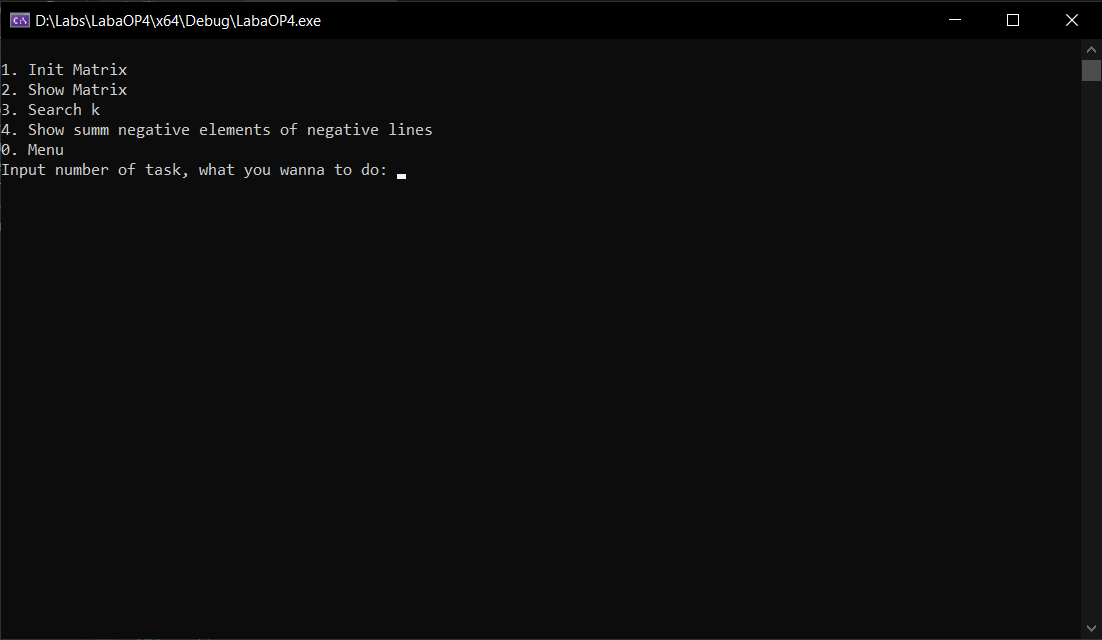 D:\Labs\LabaOP4\x64\Debug\LabaOP4.exe
1. Init Matrix
2. Show Matrix
3. Search k
4. Show summ negative elements of negative lines
0. Menu
Input number of task, what you wanna to do: